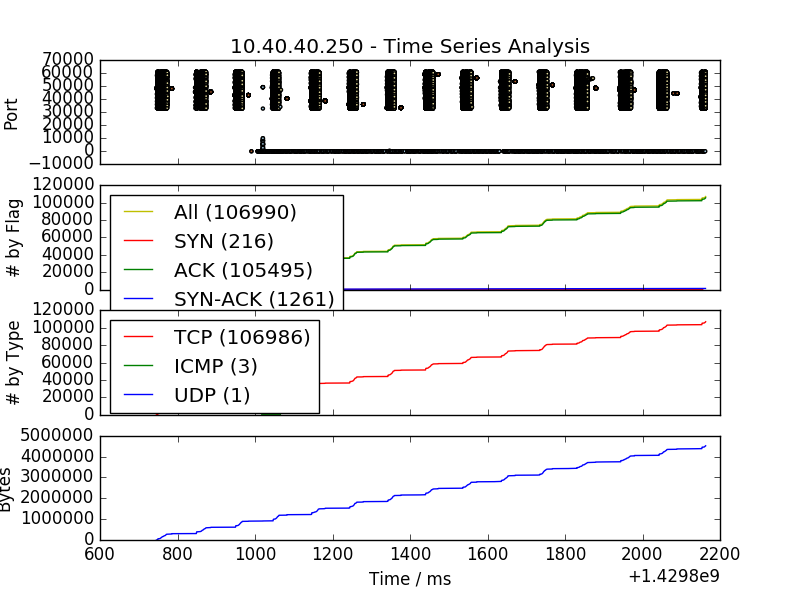 10.40.40.250 - Time Series Analysis
70000
60000
50000
40000
30000
20000
10000
0
−10000
Port
120000
100000
80000
60000
40000
20000
0
# by Flag
All (106990)
SYN (216)
ACK (105495)
SYN-ACK (1261)
120000
100000
80000
60000
40000
20000
0
# by Type
TCP (106986)
ICMP (3)
UDP (1)
5000000
4000000
3000000
2000000
1000000
0
Bytes
600 800 1000 1200 1400 1600 1800 2000 2200
Time / ms
+1.4298e9